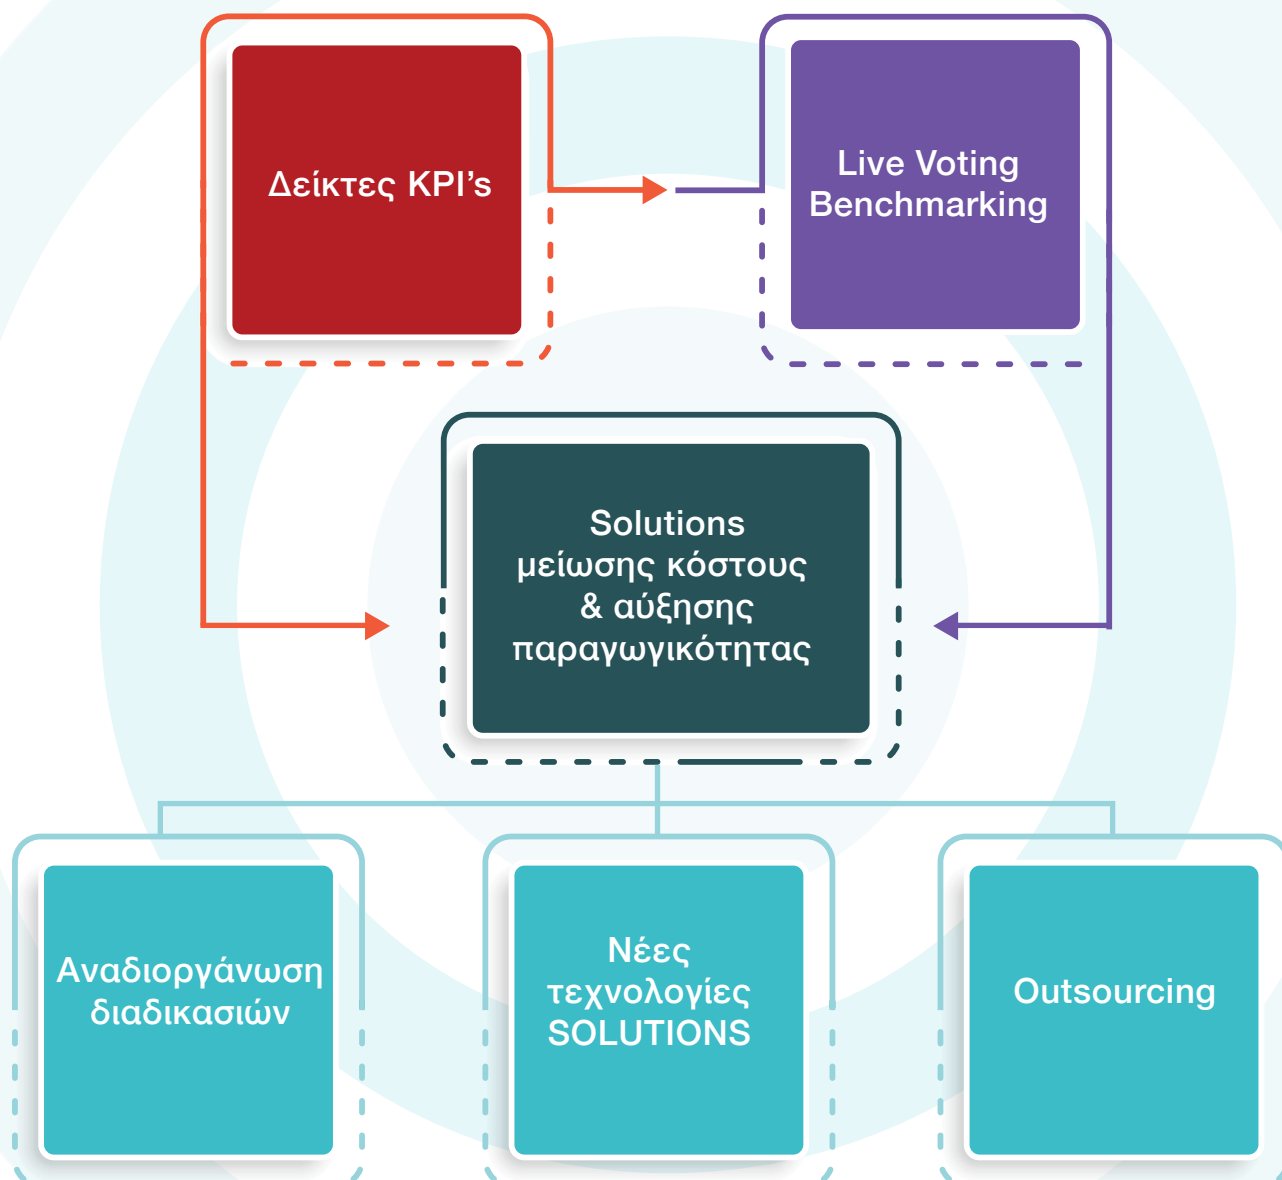 Δείκτες KPI’s
Live Voting
Benchmarking
Solutions
μείωσης κόστους
& αύξησης
παραγωγικότητας
Αναδιοργάνωση
διαδικασιών
Νέες
τεχνολογίες
SOLUTIONS
Outsourcing